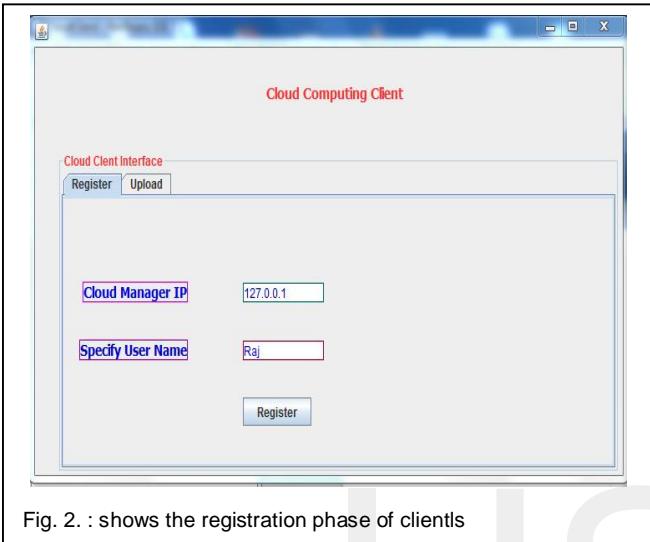 X
Cloud Computing Client
Cloud Clent Interface
Register Upload
Cloud Manager IP 127.0.0.1
Specify User Name Raj
Register
Fig. 2. : shows the registration phase of clientls